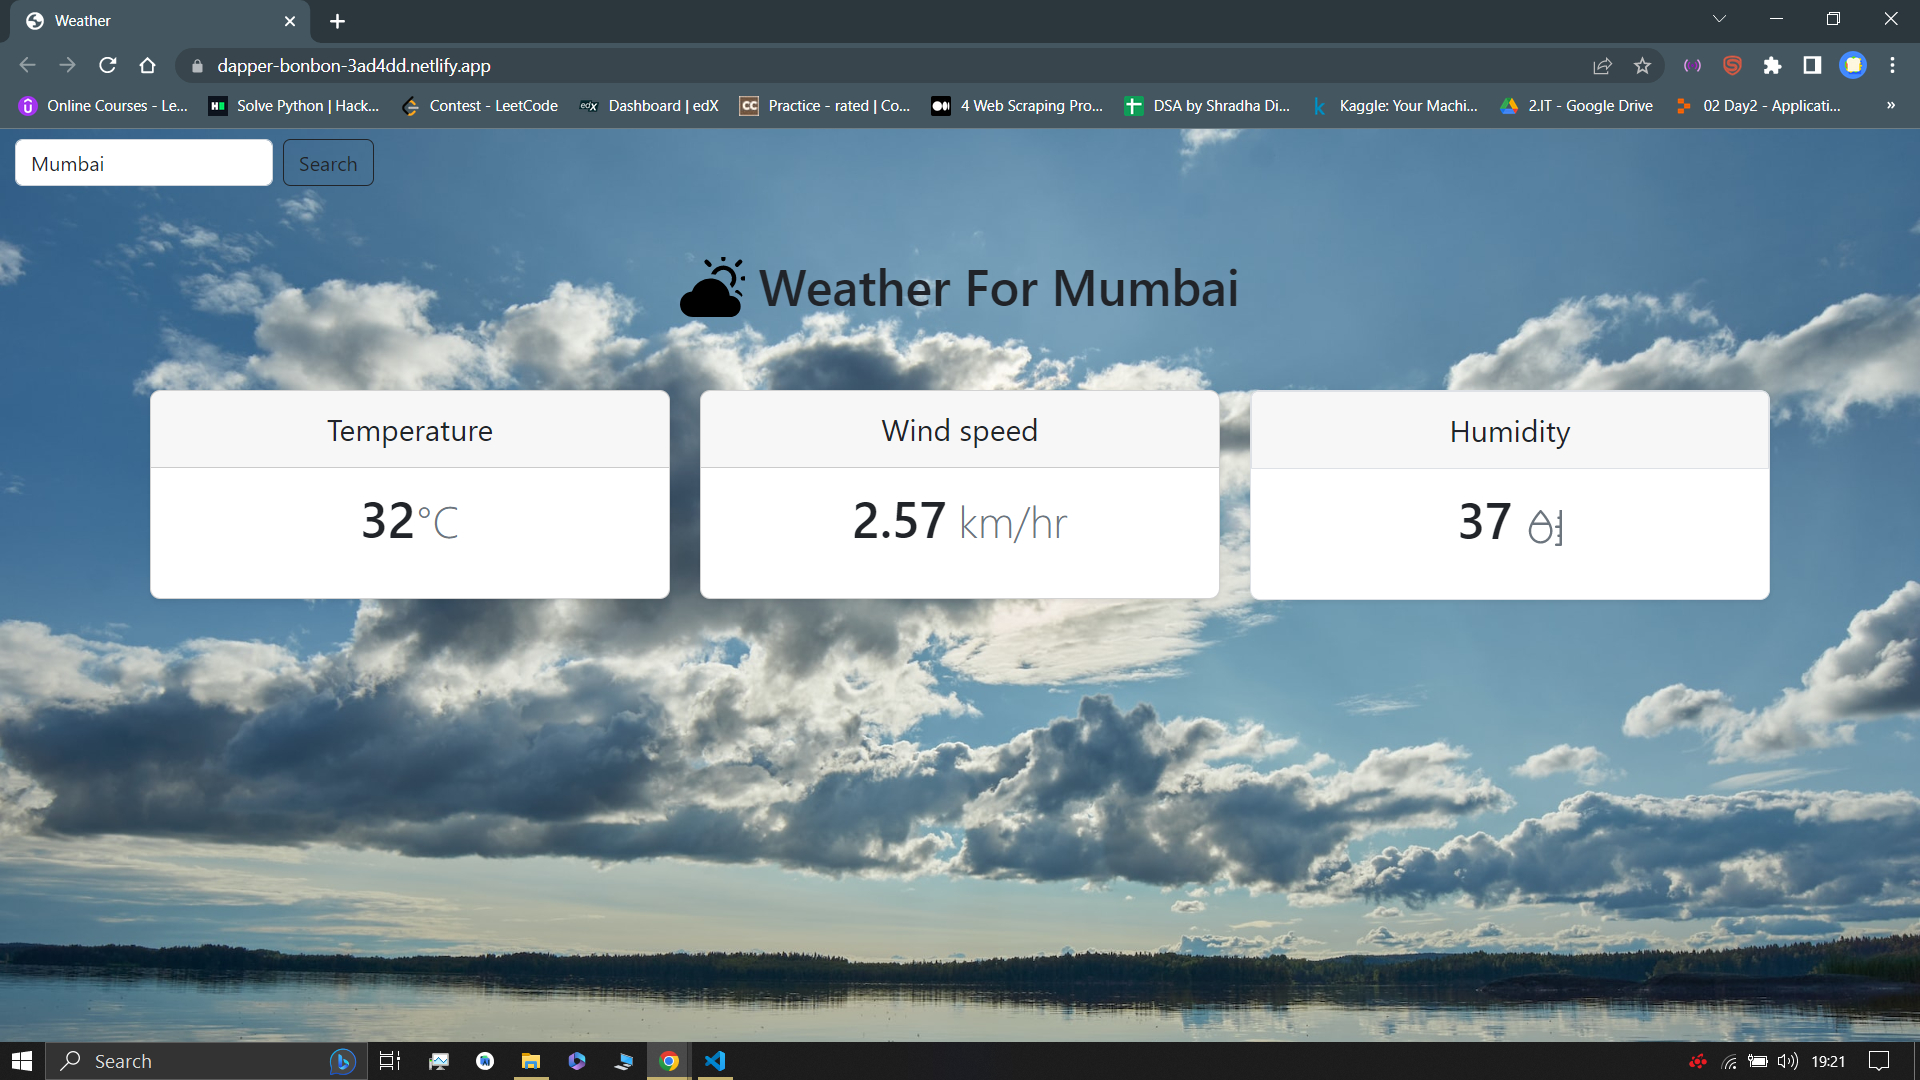 Weather
dapper-bonbon-3ad4dd.netlify.app
Online Courses - Le...
Solve Python | Hack...
Contest - LeetCode
edX Dashboard | edX
CC Practice - rated | Co...
4 Web Scraping Pro...
DSA by Shradha Di...
k Kaggle: Your Machi...
2.IT - Google Drive
02 Day2 - Applicati...
»
Mumbai
Search
Weather For Mumbai
Temperature
32°C
Wind speed
2.57 km/hr
Humidity
37
Search
19:21